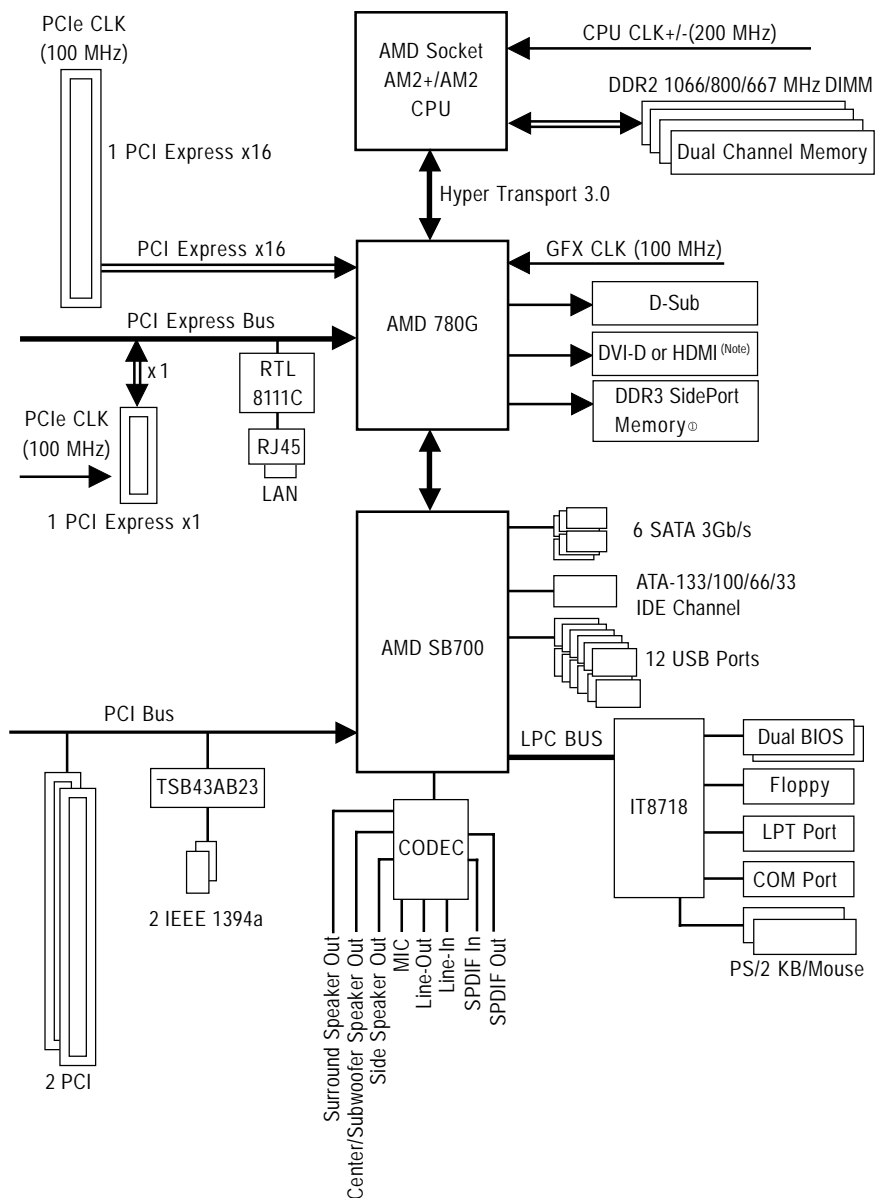 PCIe CLK
(100 MHz)
AMD Socket
AM2+/AM2
CPU
CPU CLK+/-(200 MHz)
DDR2 1066/800/667 MHz DIMM
Dual Channel Memory
1 PCI Express x16
Hyper Transport 3.0
PCI Express x16
GFX CLK (100 MHz)
AMD 780G
D-Sub
DVI-D or HDMI (Note)
DDR3 SidePort
Memory ①
PCI Express Bus
x1
RTL
8111C
RJ45
LAN
PCIe CLK
(100 MHz)
1 PCI Express x1
AMD SB700
6 SATA 3Gb/s
ATA-133/100/66/33
IDE Channel
12 USB Ports
PCI Bus
LPC BUS
IT8718
Dual BIOS
Floppy
LPT Port
COM Port
PS/2 KB/Mouse
TSB43AB23
2 IEEE 1394a
2 PCI
CODEC
Surround Speaker Out
Center/Subwoofer Speaker Out
Side Speaker Out
MIC
Line-Out
Line-In
SPDIF In
SPDIF Out